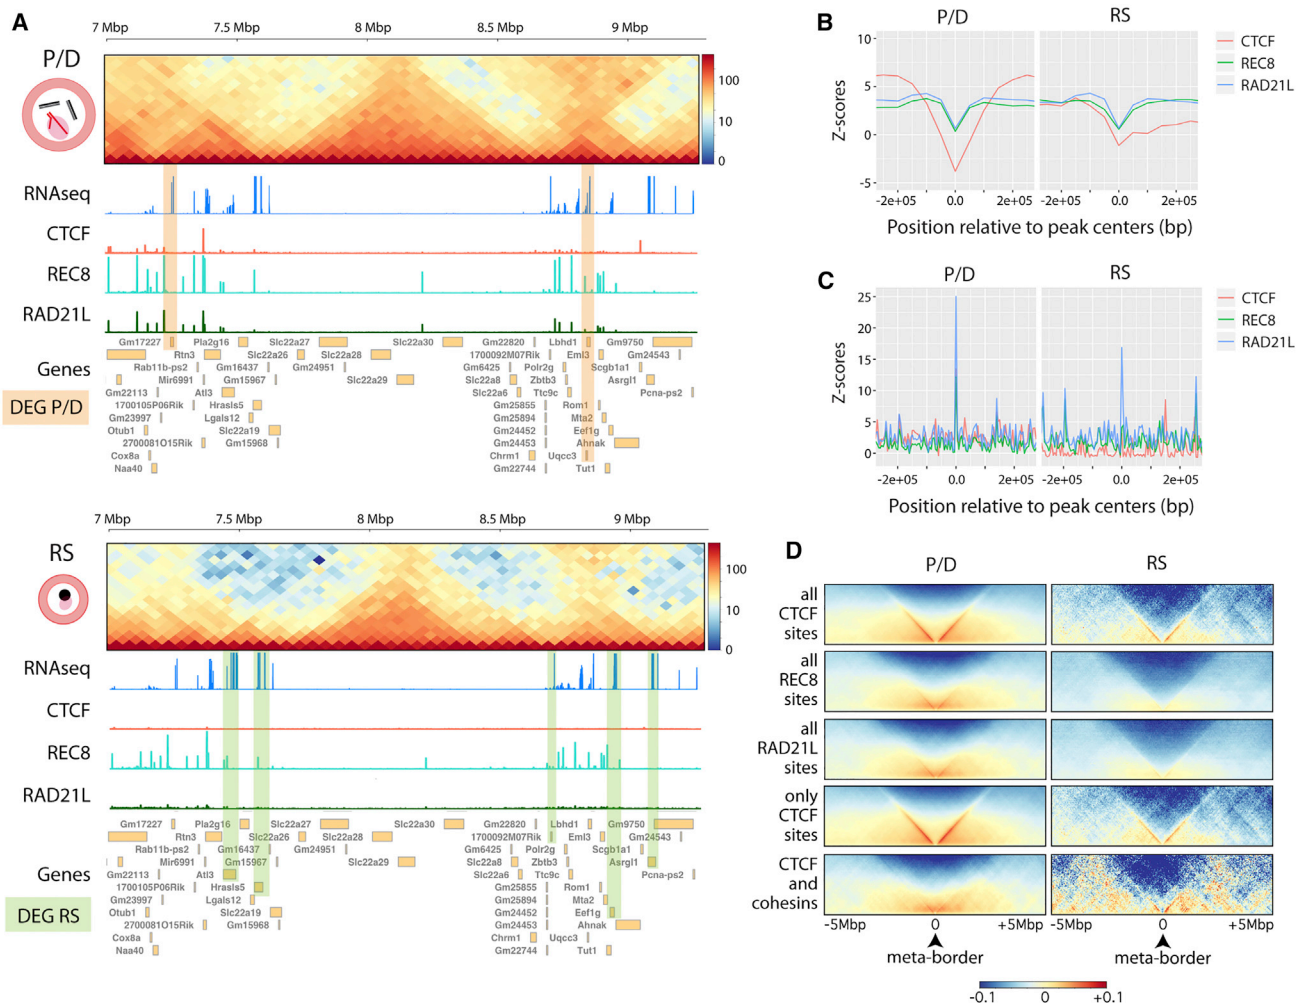 A
7 Mbp 7.5 Mbp 8 Mbp 8.5 Mbp 9 Mbp
P/D
100
10
0
RNAseq
CTCF
REC8
RAD21L
Genes
DEG P/D
Gm17227 Pla2g16 Slc22a27 Slc22a30 Gm22820 Lbhd1 Gm9750
Rtn3 Slc22a26 Slc22a28 1700092M07Rik Eml3 Gm24543
Rab11b-ps2 Gm16437 Gm24951 Gm6425 Polr2g Scgb1a1
Mir6991 Gm15967 Slc22a29 Slc22a8 Zbtb3 Asrgl1
Gm22113 Atl3 Slc22a6 Ttc9c Pcna-ps2
1700105P06Rik Hrasls5 Gm25855 Rom1
Gm23997 Lgals12 Gm25894 Mta2
Otub1 Slc22a19 Gm24452 Eef1g
2700081O15Rik Gm15968 Gm24453 Ahnak
Cox8a Chrm1 Uqcc3
Naa40 Gm22744 Tut1
7 Mbp 7.5 Mbp 8 Mbp 8.5 Mbp 9 Mbp
RS
100
10
0
RNAseq
CTCF
REC8
RAD21L
Genes
DEG RS
Gm17227 Pla2g16 Slc22a27 Slc22a30 Gm22820 Lbhd1 Gm9750
Rtn3 Slc22a26 Slc22a28 1700092M07Rik Eml3 Gm24543
Rab11b-ps2 Gm16437 Gm24951 Gm6425 Polr2g Scgb1a1
Mir6991 Gm15967 Slc22a29 Slc22a8 Zbtb3 Asrgl1
Gm22113 Atl3 Slc22a6 Ttc9c Pcna-ps2
1700105P06Rik Hrasls5 Gm25855 Rom1
Gm23997 Lgals12 Gm25894 Mta2
Otub1 Slc22a19 Gm24452 Eef1g
2700081O15Rik Gm15968 Gm24453 Ahnak
Cox8a Chrm1 Uqcc3
Naa40 Gm22744 Tut1
B
P/D RS
10
5
0
-5
Z-scores
-2e+05 0.0 2e+05 -2e+05 0.0 2e+05
Position relative to peak centers (bp)
CTCF
REC8
RAD21L
C
P/D RS
25
20
15
10
5
0
Z-scores
-2e+05 0.0 2e+05 -2e+05 0.0 2e+05
Position relative to peak centers (bp)
CTCF
REC8
RAD21L
D
P/D RS
all
CTCF
sites
all
REC8
sites
all
RAD21L
sites
only
CTCF
sites
CTCF
and
cohesins
-5Mbp 0 +5Mbp -5Mbp 0 +5Mbp
meta-border meta-border
-0.1 0 +0.1